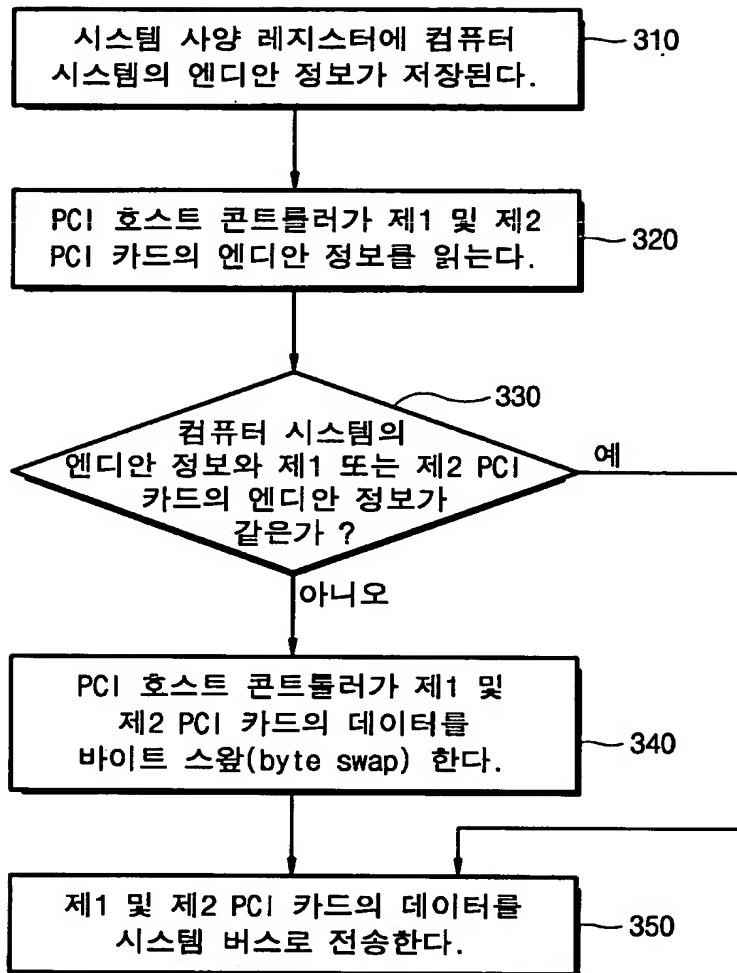 시스템 사양 레지스터에 컴퓨터
시스템의 엔디안 정보가 저장된다.
310
PCI 호스트 콘트롤러가 제1 및 제2
PCI 카드의 엔디안 정보를 읽는다.
320
330
컴퓨터 시스템의
엔디안 정보와 제1 또는 제2 PCI
카드의 엔디안 정보가
같은가 ?
예
아니오
PCI 호스트 콘트롤러가 제1 및
제2 PCI 카드의 데이터를
바이트 스왚(byte swap) 한다.
340
제1 및 제2 PCI 카드의 데이터를
시스템 버스로 전송한다.
350